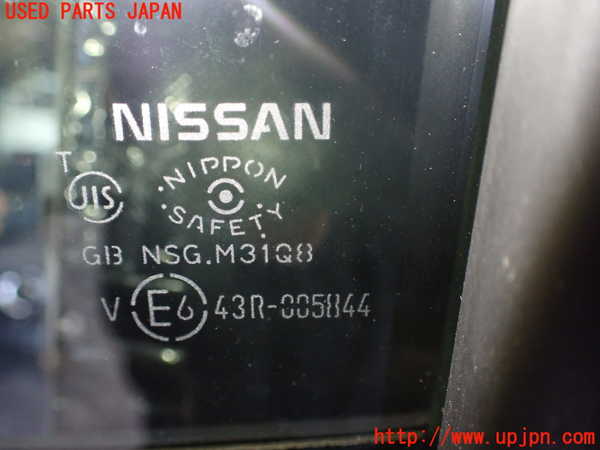 USED PARTS JAPAN
NISSAN
T
JIS
NIPPON
SAFETY
GB NSG.M31Q8
V E6 43R-005844
http://www.upjpn.com/